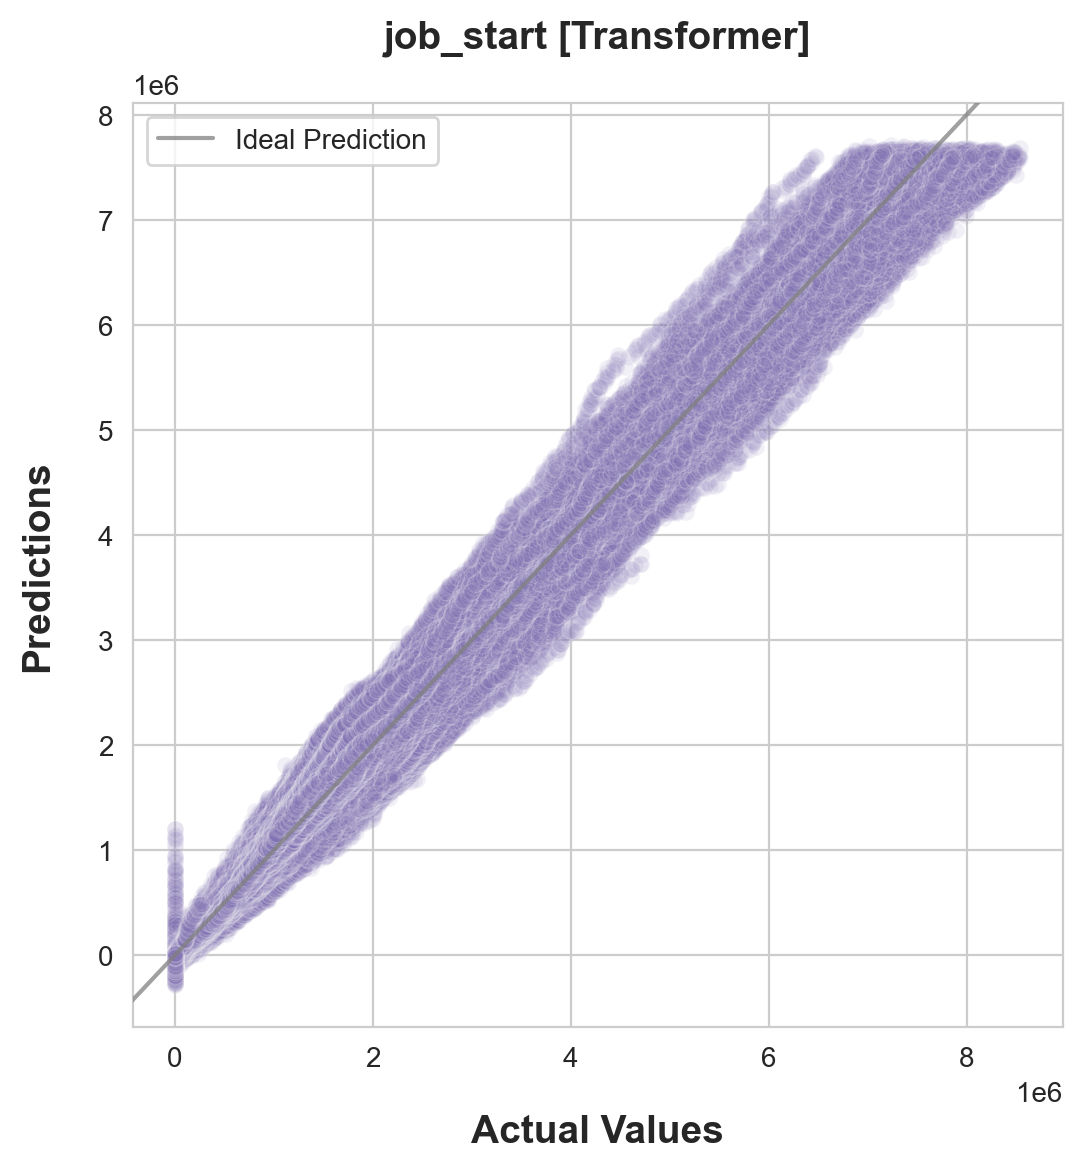 job_start [Transformer]
1e6
Ideal Prediction
8
7
6
5
4
3
2
1
0
Predictions
0 2 4 6 8
1e6
Actual Values